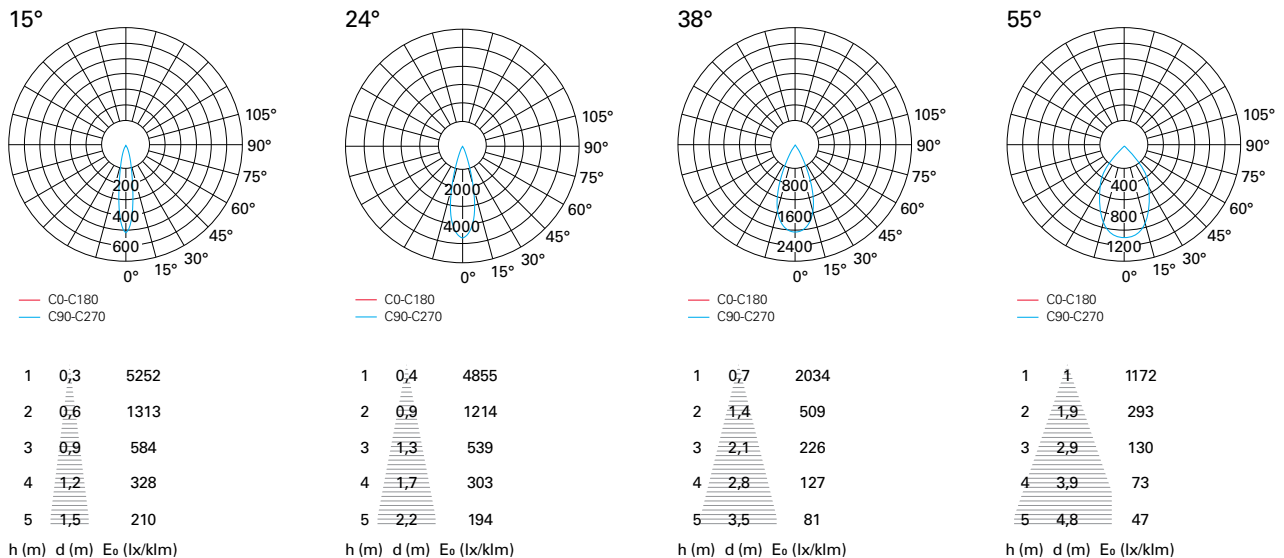 15°
105°
90°
75°
60°
45°
30°
15°
0°
200
400
600
C0-C180
C90-C270
1 0,3 5252
2 0,6 1313
3 0,9 584
4 1,2 328
5 1,5 210
h (m) d (m) E₀ (lx/klm)
24°
105°
90°
75°
60°
45°
30°
15°
0°
2000
4000
C0-C180
C90-C270
1 0,4 4855
2 0,9 1214
3 1,3 539
4 1,7 303
5 2,2 194
h (m) d (m) E₀ (lx/klm)
38°
105°
90°
75°
60°
45°
30°
15°
0°
800
1600
2400
C0-C180
C90-C270
1 0,7 2034
2 1,4 509
3 2,1 226
4 2,8 127
5 3,5 81
h (m) d (m) E₀ (lx/klm)
55°
105°
90°
75°
60°
45°
30°
15°
0°
400
800
1200
C0-C180
C90-C270
1 1 1172
2 1,9 293
3 2,9 130
4 3,9 73
5 4,8 47
h (m) d (m) E₀ (lx/klm)